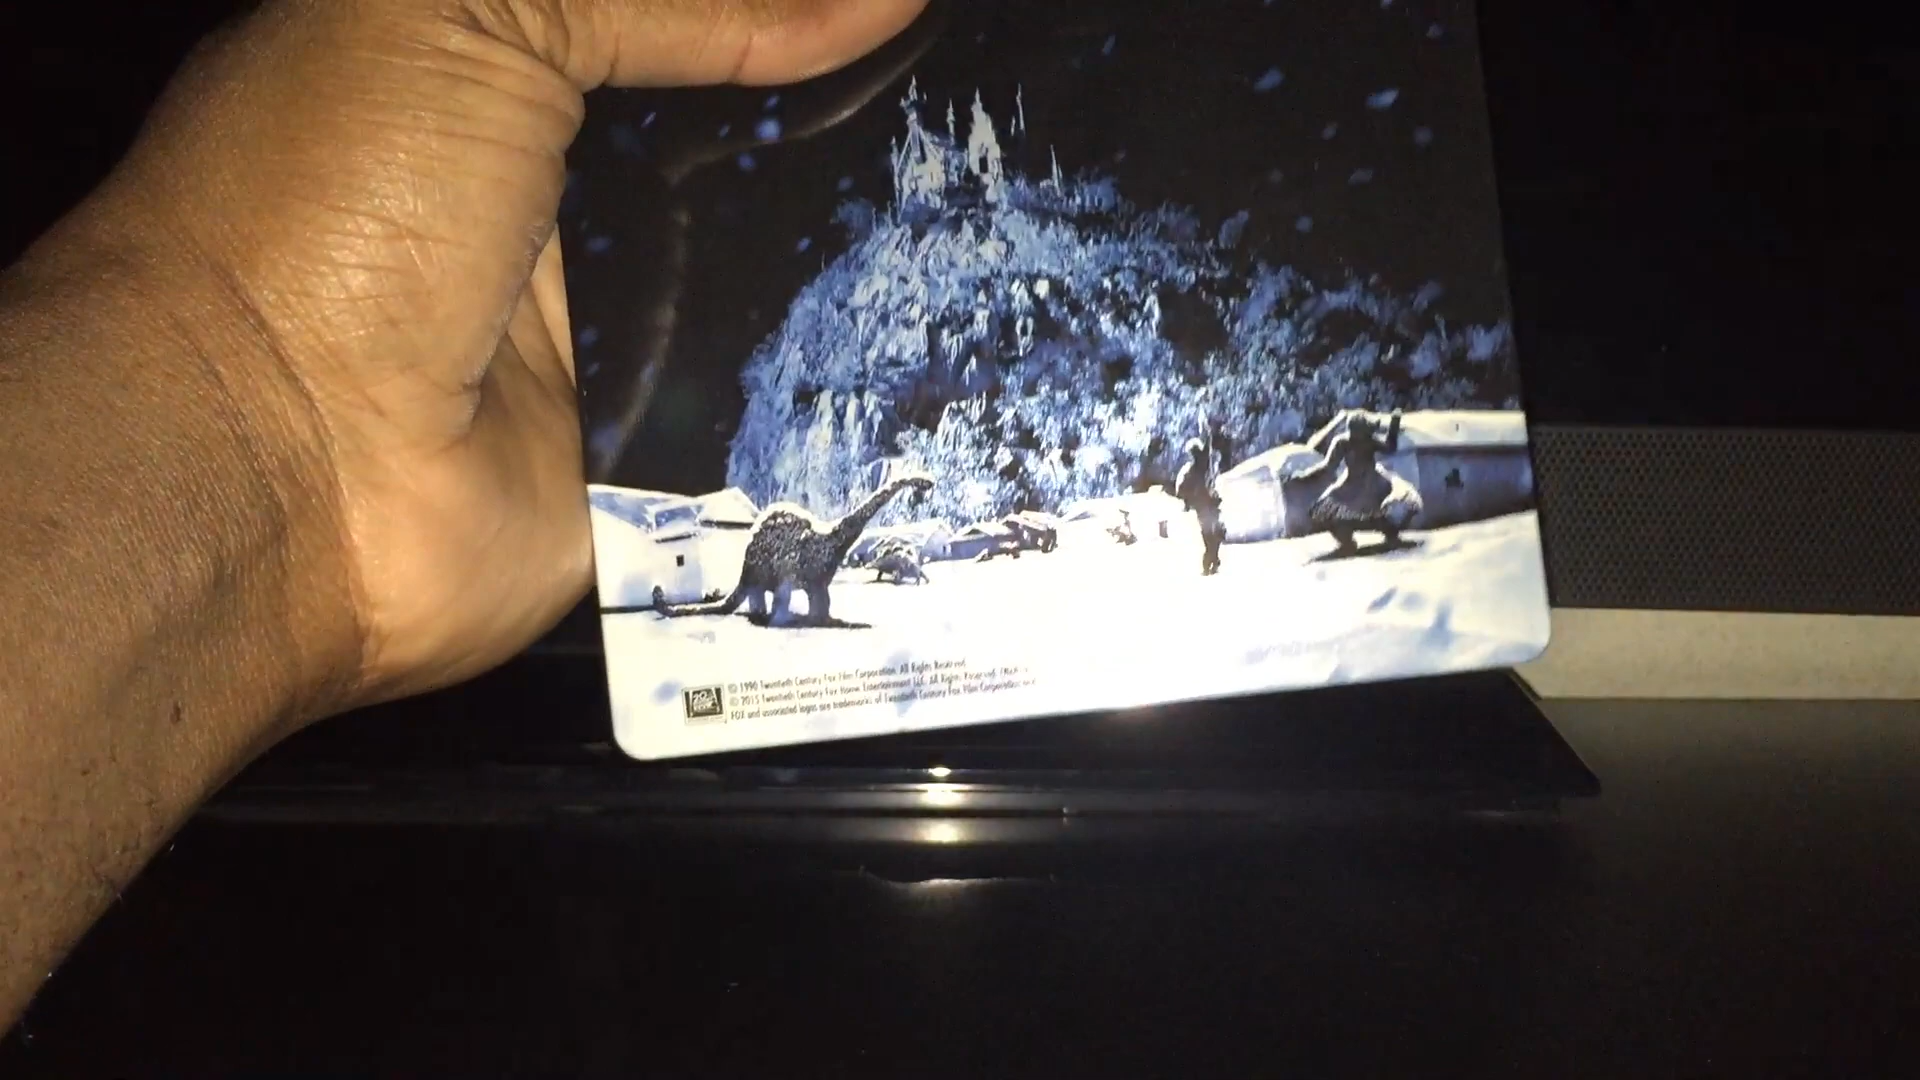 © 1990 Twentieth Century Fox Film Corporation. All Rights Reserved.
© 2015 Twentieth Century Fox Home Entertainment LLC. All Rights Reserved.
FOX and associated logos are trademarks of Twentieth Century Fox Film Corporation